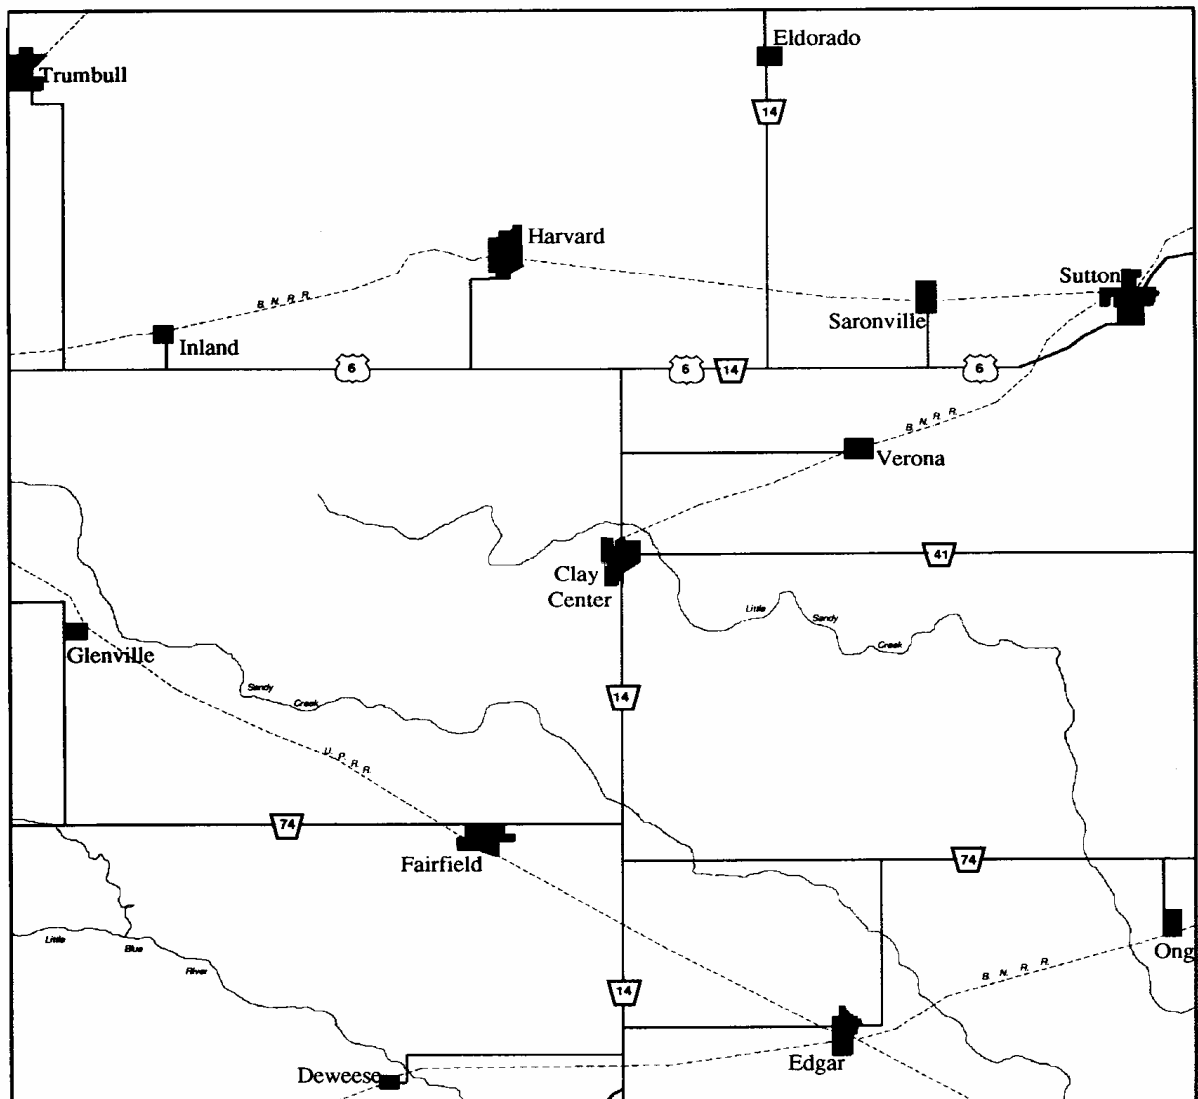 Eldorado
Trumbull
14
Harvard
Sutton
B. N. R. R.
Saronville
Inland
6
6
14
6
B. N. R. R.
Verona
41
Clay
Center
Little
Sandy
Creek
Glenville
Sandy
Creek
14
U. P. R. R.
74
Fairfield
74
Little
Blue
River
Ong
B. N. R. R.
14
Edgar
Deweese